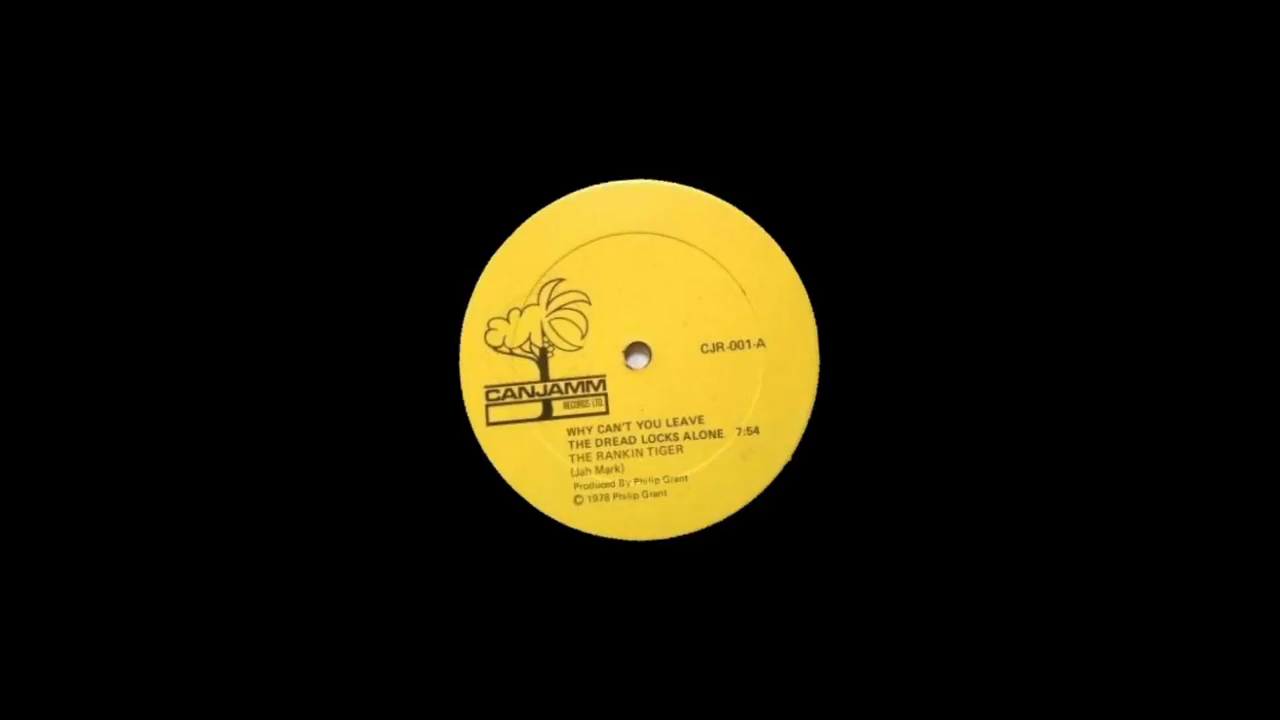 CANJAMM
RECORDS LTD.
CJR-001-A
WHY CAN'T YOU LEAVE
THE DREAD LOCKS ALONE 7:54
THE RANKIN TIGER
(Jah Mark)
Produced By Philip Grant
© 1978 Philip Grant